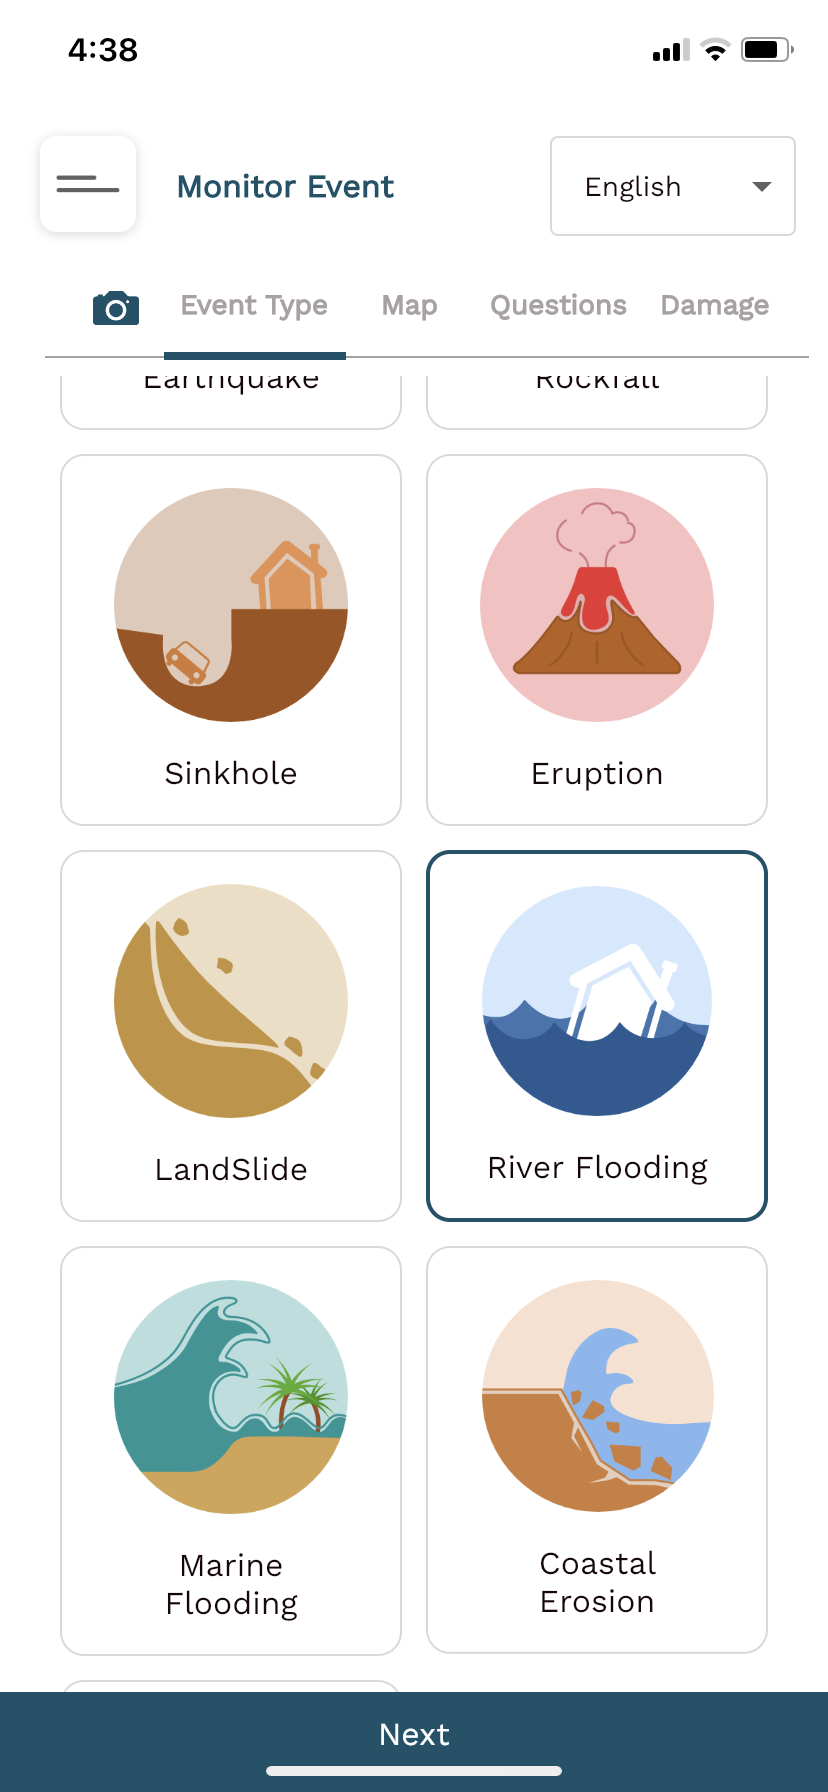 4:38
Monitor Event
English
Event Type Map Questions Damage
Earthquake Rockfall
Sinkhole Eruption
LandSlide River Flooding
Marine
Flooding
Coastal
Erosion
Next